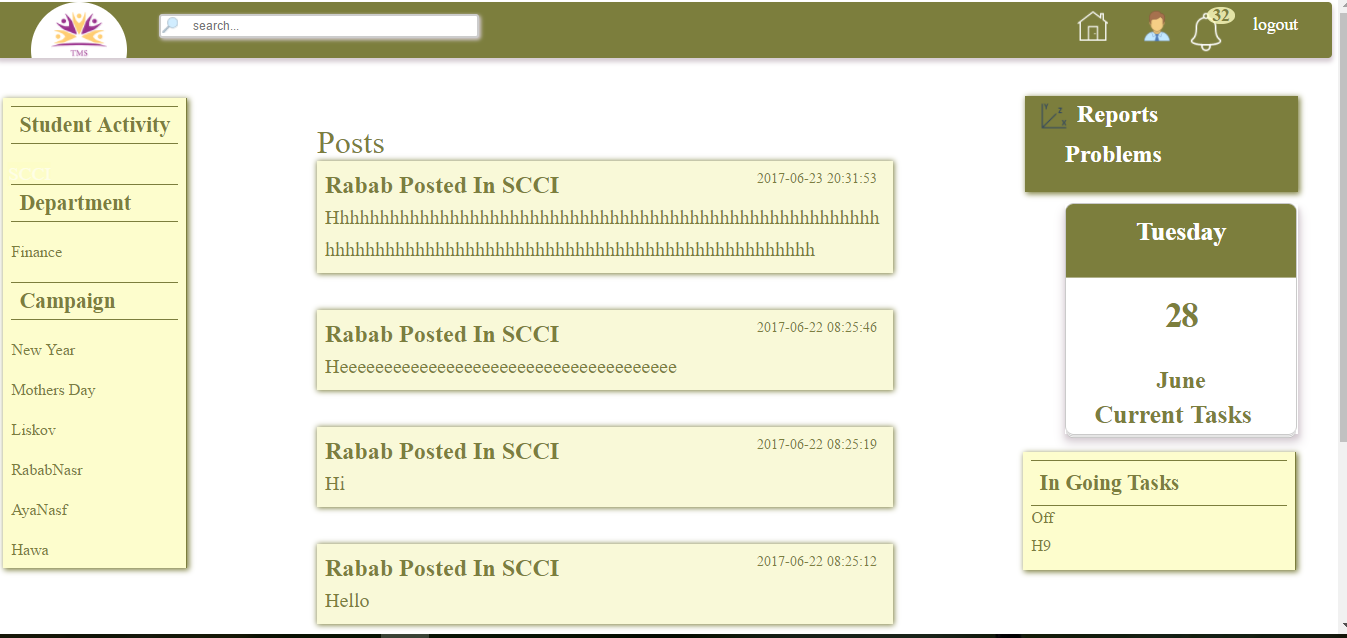 TMS
search...
32
logout
Student Activity
SCCI
Department
Finance
Campaign
New Year
Mothers Day
Liskov
RababNasr
AyaNasf
Hawa
Posts
Rabab Posted In SCCI
2017-06-23 20:31:53
Hhhhhhhhhhhhhhhhhhhhhhhhhhhhhhhhhhhhhhhhhhhhhhhhhhhhhhh
hhhhhhhhhhhhhhhhhhhhhhhhhhhhhhhhhhhhhhhhhhhhhhhhh
Rabab Posted In SCCI
2017-06-22 08:25:46
Heeeeeeeeeeeeeeeeeeeeeeeeeeeeeeeeeeeeee
Rabab Posted In SCCI
2017-06-22 08:25:19
Hi
Rabab Posted In SCCI
2017-06-22 08:25:12
Hello
Y Z X
Reports
Problems
Tuesday
28
June
Current Tasks
In Going Tasks
Off
H9